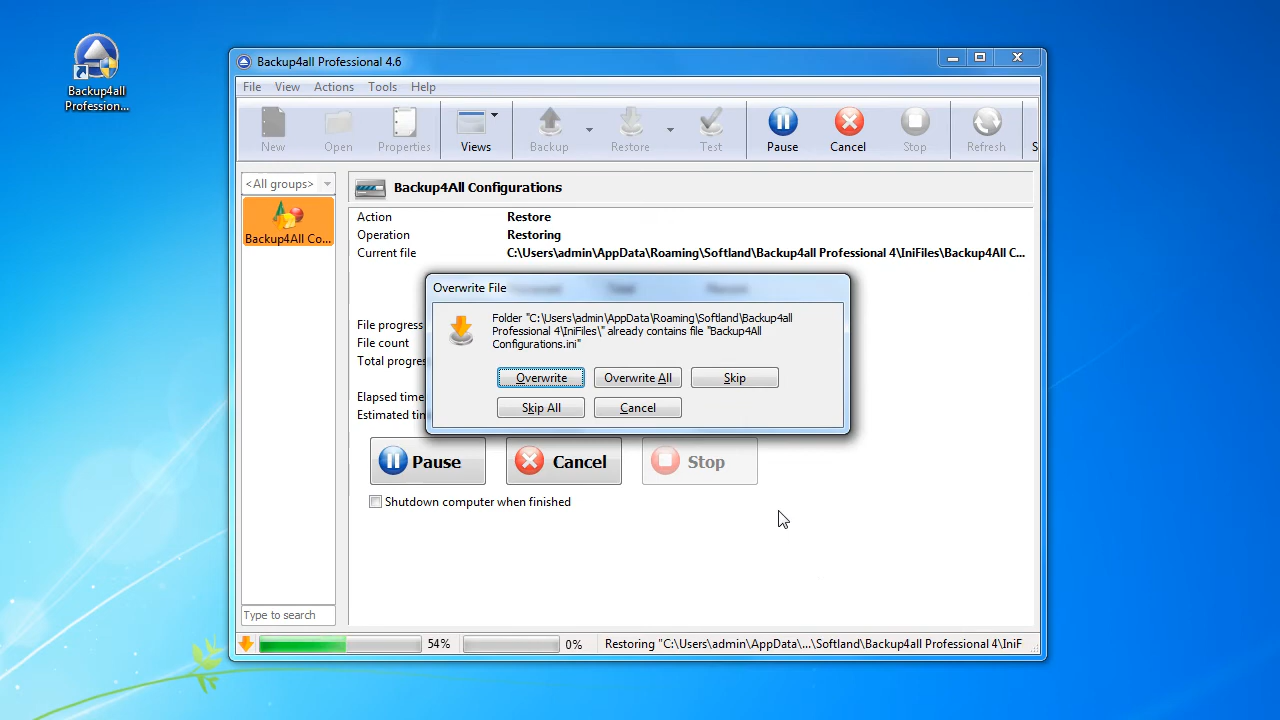 Backup4all
Profession...
Backup4all Professional 4.6
File View Actions Tools Help
New Open Properties Views Backup Restore Test Pause Cancel Stop Refresh S
<All groups>
Backup4All Co...
Type to search
Backup4All Configurations
Action Restore
Operation Restoring
Current file C:\Users\admin\AppData\Roaming\Softland\Backup4all Professional 4\IniFiles\Backup4All C...
File progress
File count
Total progres
Elapsed time
Estimated tim
Overwrite File
Folder "C:\Users\admin\AppData\Roaming\Softland\Backup4all
Professional 4\IniFiles\" already contains file "Backup4All
Configurations.ini"
Overwrite Overwrite All Skip
Skip All Cancel
Pause Cancel Stop
Shutdown computer when finished
54% 0% Restoring "C:\Users\admin\AppData\...\Softland\Backup4all Professional 4\IniF